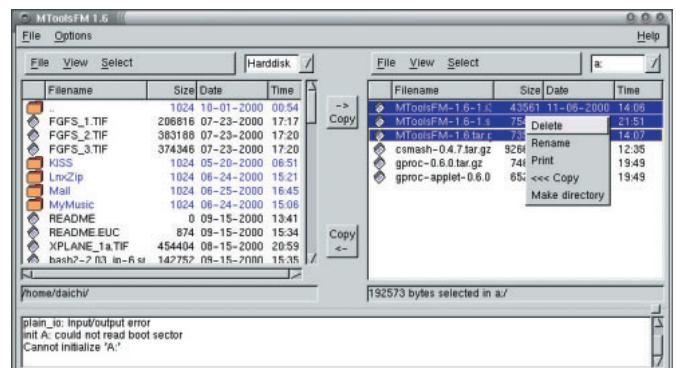 MToolsFM 1.6
File Options Help
File View Select Harddisk
Filename Size Date Time
.. 1024 10-01-2000 00:54
FGFS_1.TIF 206816 07-23-2000 17:17
FGFS_2.TIF 383188 07-23-2000 17:20
FGFS_3.TIF 374346 07-23-2000 17:20
KISS 1024 05-20-2000 06:51
LnxZip 1024 06-24-2000 15:21
Mail 1024 06-25-2000 16:45
MyMusic 1024 06-24-2000 15:06
README 0 09-15-2000 13:41
README.EUC 874 09-15-2000 15:34
XPLANE_1a.TIF 454404 08-15-2000 20:59
142752 09-15-2000 15:35
/home/daichi/
->
Copy
Copy
<-
File View Select a:
Filename Size Date Time
MToolsFM-1.6-1. 43561 11-06-2000 14:06
MToolsFM-1.6-1.s 21:51
MToolsFM-1.6.tar. 14:07
csmash-0.4.7.tar.gz 12:35
gproc-0.6.0.tar.gz 19:49
gproc-applet-0.6.0 19:49
Delete
Rename
Print
<<< Copy
Make directory
192573 bytes selected in a:/
plain_io: Input/output error
init A: could not read boot sector
Cannot initialize 'A:'